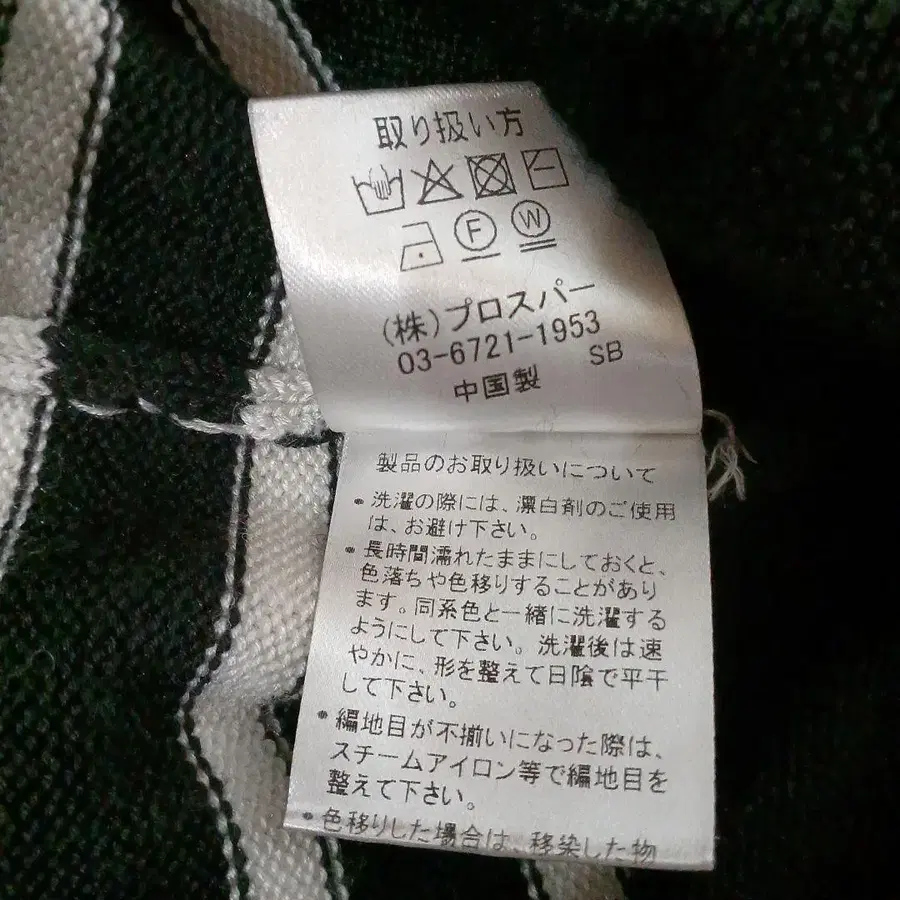 取り扱い方
F W
(株)プロスパー
03-6721-1953
SB
中国製
製品のお取り扱いについて
•洗濯の際には、漂白剤のご使用
は、お避け下さい。
•長時間濡れたままにしておくと、
色落ちや色移りすることがあり
ます。同系色と一緒に洗濯する
ようにして下さい。洗濯後は速
やかに、形を整えて日陰で平干
して下さい。
•編地目が不揃いになった際は、
スチームアイロン等で編地目を
整えて下さい。
•色移りした場合は、移染した物